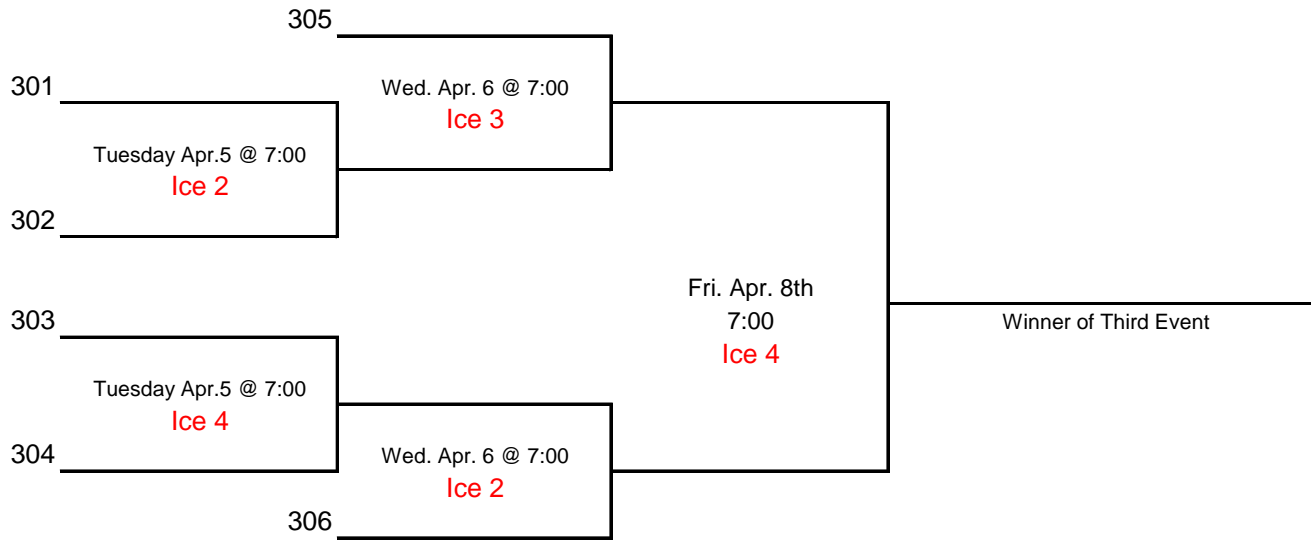 305
301
Wed. Apr. 6 @ 7:00
Ice 3
Tuesday Apr.5 @ 7:00
Ice 2
302
Fri. Apr. 8th
7:00
Ice 4
303
Winner of Third Event
Tuesday Apr.5 @ 7:00
Ice 4
304
Wed. Apr. 6 @ 7:00
Ice 2
306